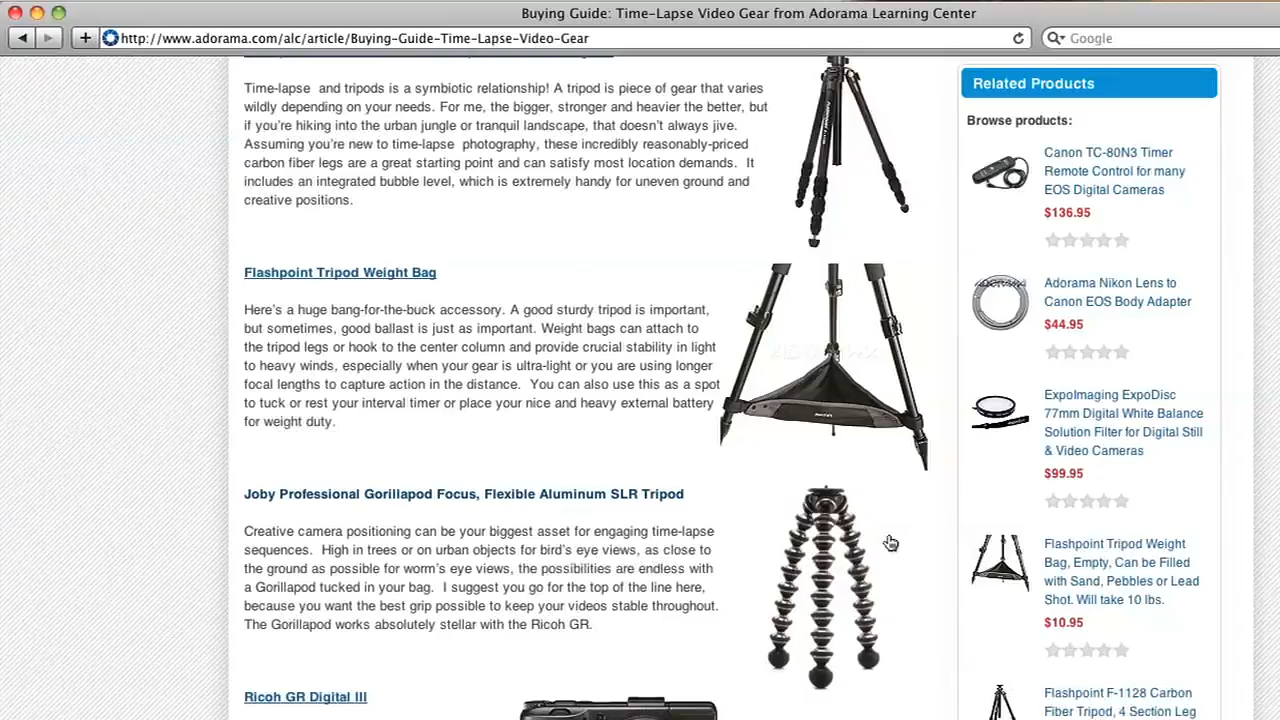 Buying Guide: Time-Lapse Video Gear from Adorama Learning Center
http://www.adorama.com/alc/article/Buying-Guide-Time-Lapse-Video-Gear
Google
Time-lapse and tripods is a symbiotic relationship! A tripod is piece of gear that varies
wildly depending on your needs. For me, the bigger, stronger and heavier the better, but
if you're hiking into the urban jungle or tranquil landscape, that doesn't always jive.
Assuming you're new to time-lapse photography, these incredibly reasonably-priced
carbon fiber legs are a great starting point and can satisfy most location demands. It
includes an integrated bubble level, which is extremely handy for uneven ground and
creative positions.
Flashpoint Tripod Weight Bag
Here's a huge bang-for-the-buck accessory. A good sturdy tripod is important,
but sometimes, good ballast is just as important. Weight bags can attach to
the tripod legs or hook to the center column and provide crucial stability in light
to heavy winds, especially when your gear is ultra-light or you are using longer
focal lengths to capture action in the distance. You can also use this as a spot
to tuck or rest your interval timer or place your nice and heavy external battery
for weight duty.
Joby Professional Gorillapod Focus, Flexible Aluminum SLR Tripod
Creative camera positioning can be your biggest asset for engaging time-lapse
sequences. High in trees or on urban objects for bird's eye views, as close to
the ground as possible for worm's eye views, the possibilities are endless with
a Gorillapod tucked in your bag. I suggest you go for the top of the line here,
because you want the best grip possible to keep your videos stable throughout.
The Gorillapod works absolutely stellar with the Ricoh GR.
Ricoh GR Digital III
Related Products
Browse products:
Canon TC-80N3 Timer
Remote Control for many
EOS Digital Cameras
$136.95
Adorama Nikon Lens to
Canon EOS Body Adapter
$44.95
ExpoImaging ExpoDisc
77mm Digital White Balance
Solution Filter for Digital Still
& Video Cameras
$99.95
Flashpoint Tripod Weight
Bag, Empty, Can be Filled
with Sand, Pebbles or Lead
Shot. Will take 10 lbs.
$10.95
Flashpoint F-1128 Carbon
Fiber Tripod, 4 Section Leg